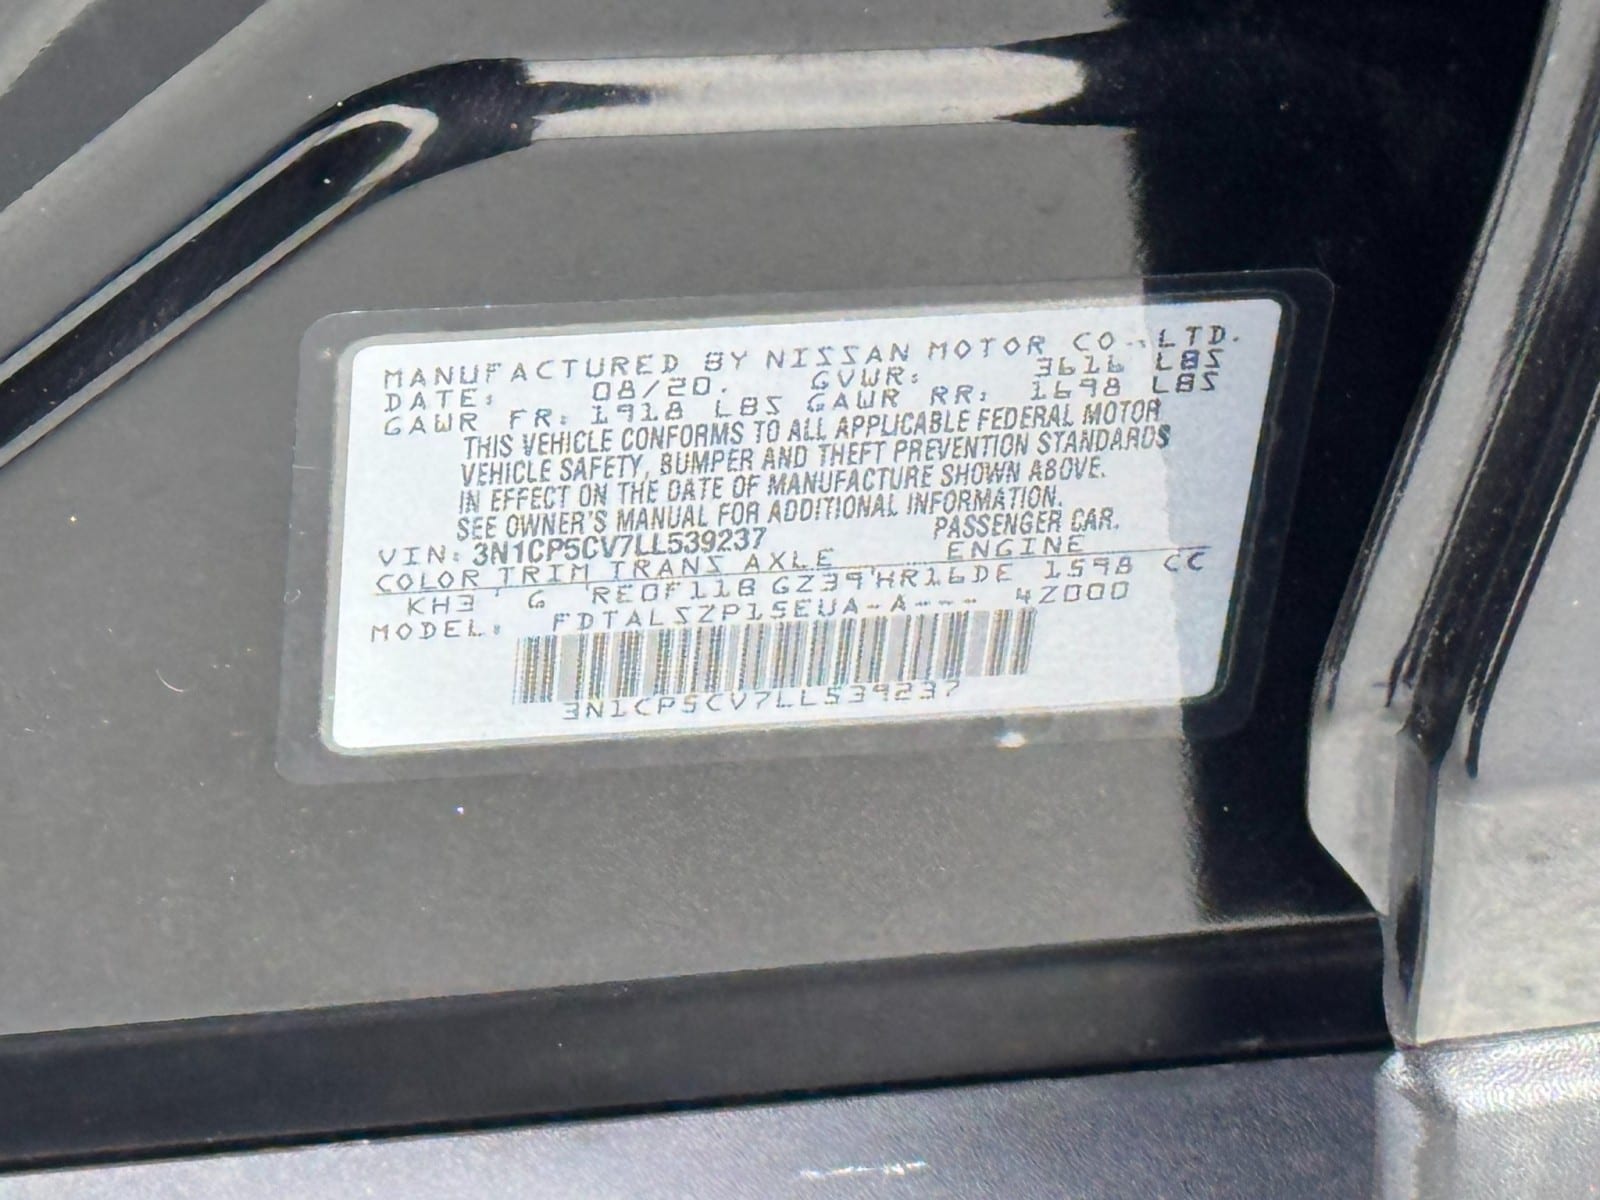 MANUFACTURED BY NISSAN MOTOR CO., LTD.
DATE: 08/20. GVWR: 3616 LBS
GAWR FR: 1918 LBS GAWR RR: 1698 LBS
THIS VEHICLE CONFORMS TO ALL APPLICABLE FEDERAL MOTOR
VEHICLE SAFETY, BUMPER AND THEFT PREVENTION STANDARDS
IN EFFECT ON THE DATE OF MANUFACTURE SHOWN ABOVE.
SEE OWNER'S MANUAL FOR ADDITIONAL INFORMATION.
VIN: 3N1CP5CV7LL539237 PASSENGER CAR.
COLOR TRIM TRANS AXLE ENGINE
KH3 G RE0F11B GZ39 HR16DE 1598 CC
MODEL: FDTALSZP15EUA-A--- 4Z000
3N1CP5CV7LL539237